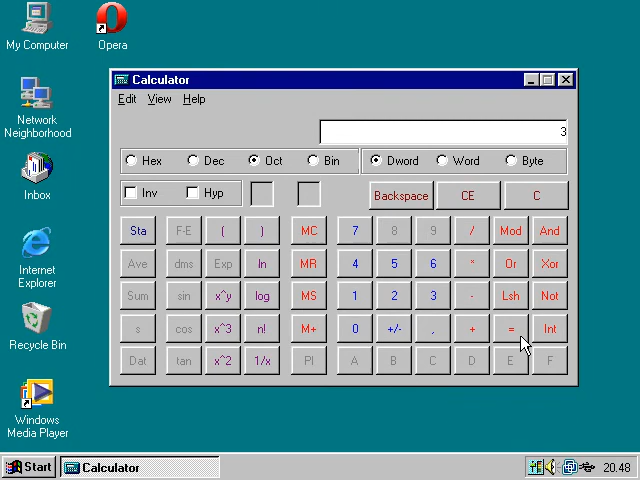 My Computer
Opera
Network
Neighborhood
Inbox
Internet
Explorer
Recycle Bin
Windows
Media Player
Calculator
Edit View Help
3
Hex Dec Oct Bin Dword Word Byte
Inv Hyp Backspace CE C
Sta F-E ( ) MC 7 8 9 / Mod And
Ave dms Exp ln MR 4 5 6 * Or Xor
Sum sin x^y log MS 1 2 3 - Lsh Not
s cos x^3 n! M+ 0 +/- , + = Int
Dat tan x^2 1/x PI A B C D E F
Start Calculator 20.48